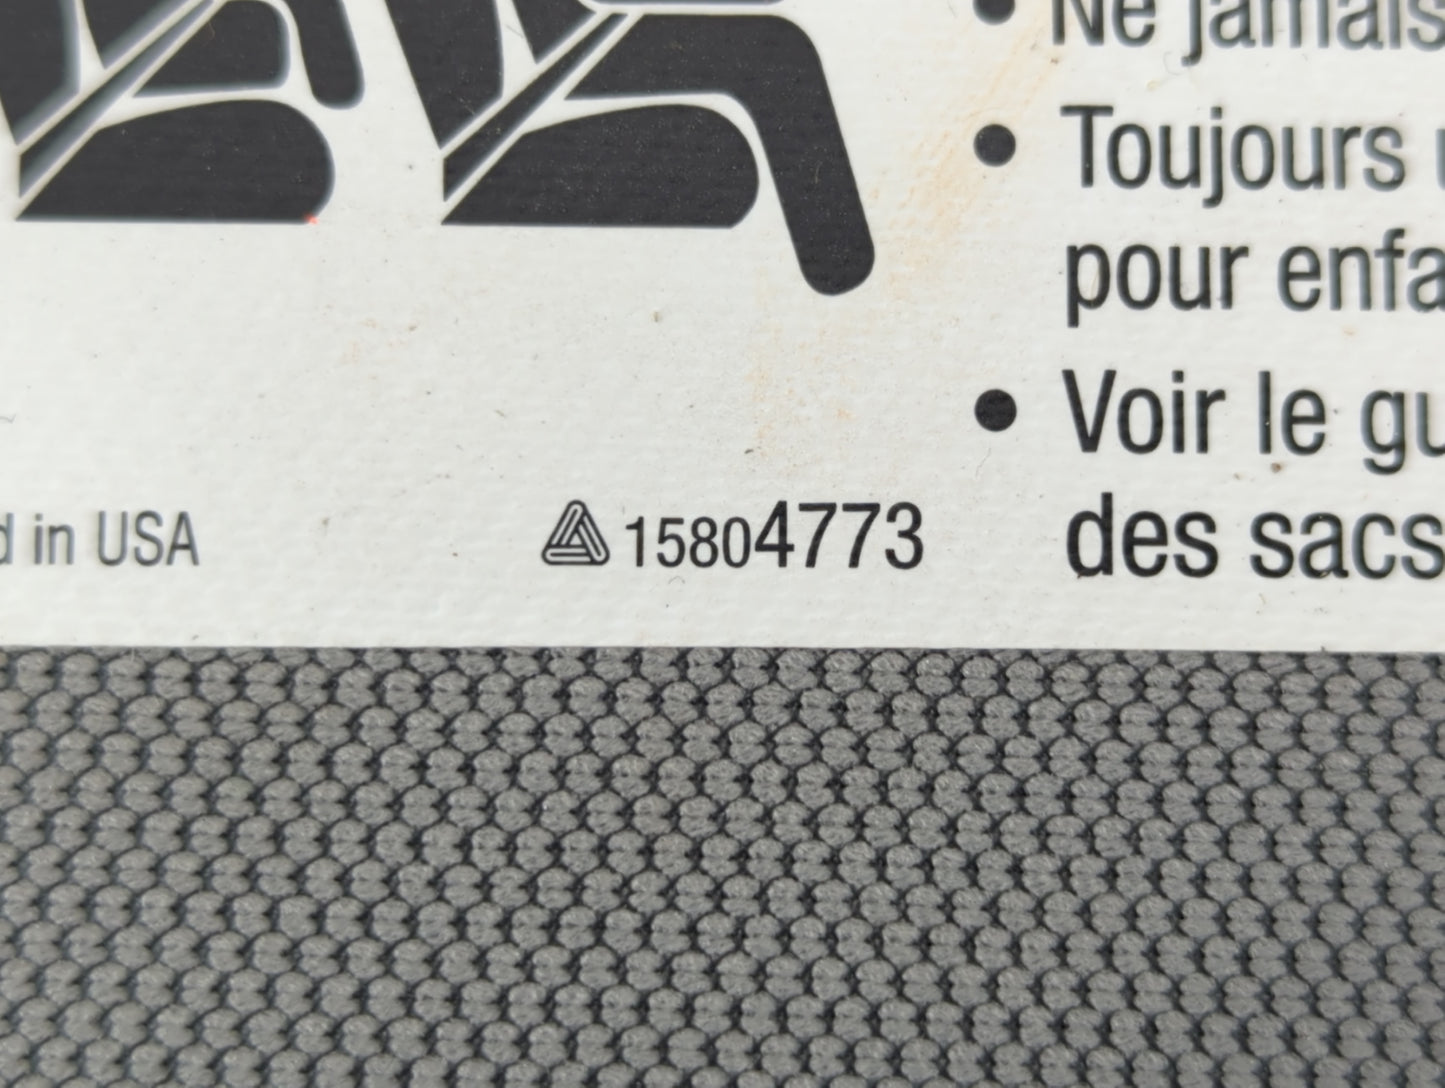 Ne jamais
Toujours
pour enfa
Voir le gu
des sacs
d in USA
15804773